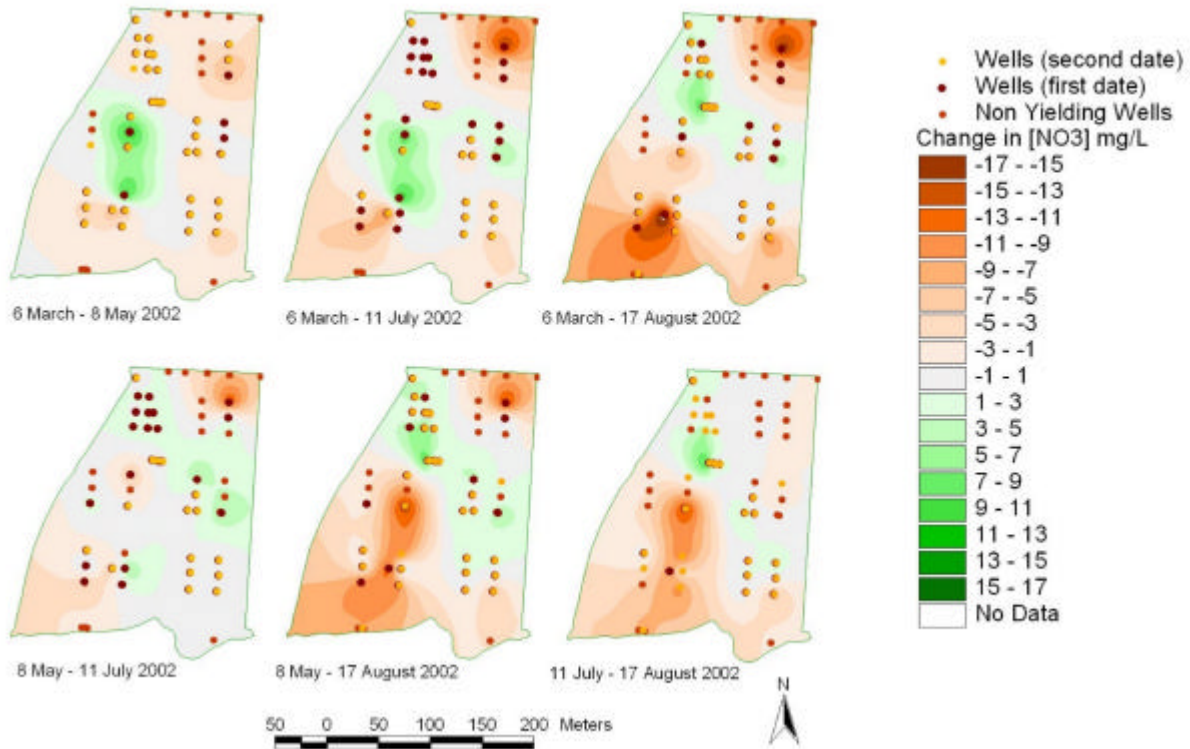 Wells (second date)
Wells (first date)
Non Yielding Wells
Change in [NO3] mg/L
-17 - -15
-15 - -13
-13 - -11
-11 - -9
-9 - -7
-7 - -5
-5 - -3
-3 - -1
-1 - 1
1 - 3
3 - 5
5 - 7
7 - 9
9 - 11
11 - 13
13 - 15
15 - 17
No Data
6 March - 8 May 2002
6 March - 11 July 2002
6 March - 17 August 2002
8 May - 11 July 2002
8 May - 17 August 2002
11 July - 17 August 2002
N
50 0 50 100 150 200 Meters